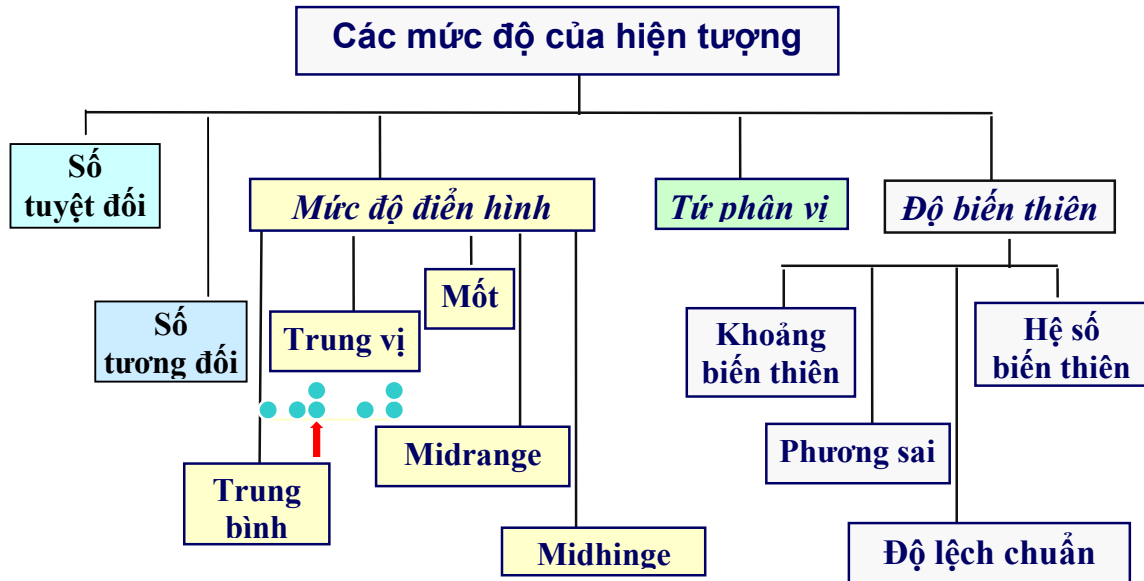 Các mức độ của hiện tượng
Số
tuyệt đối
Mức độ điển hình
Tứ phân vị
Độ biến thiên
Số
tương đối
Trung vị
Mốt
Khoảng
biến thiên
Hệ số
biến thiên
Trung
bình
Midrange
Phương sai
Midhinge
Độ lệch chuẩn